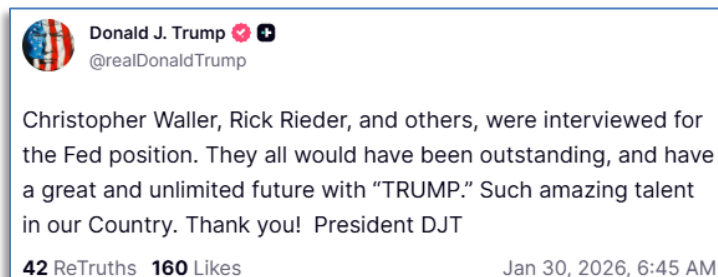 Donald J. Trump
@realDonaldTrump
Christopher Waller, Rick Rieder, and others, were interviewed for
the Fed position. They all would have been outstanding, and have
a great and unlimited future with “TRUMP.” Such amazing talent
in our Country. Thank you!  President DJT
42 ReTruths 160 Likes Jan 30, 2026, 6:45 AM